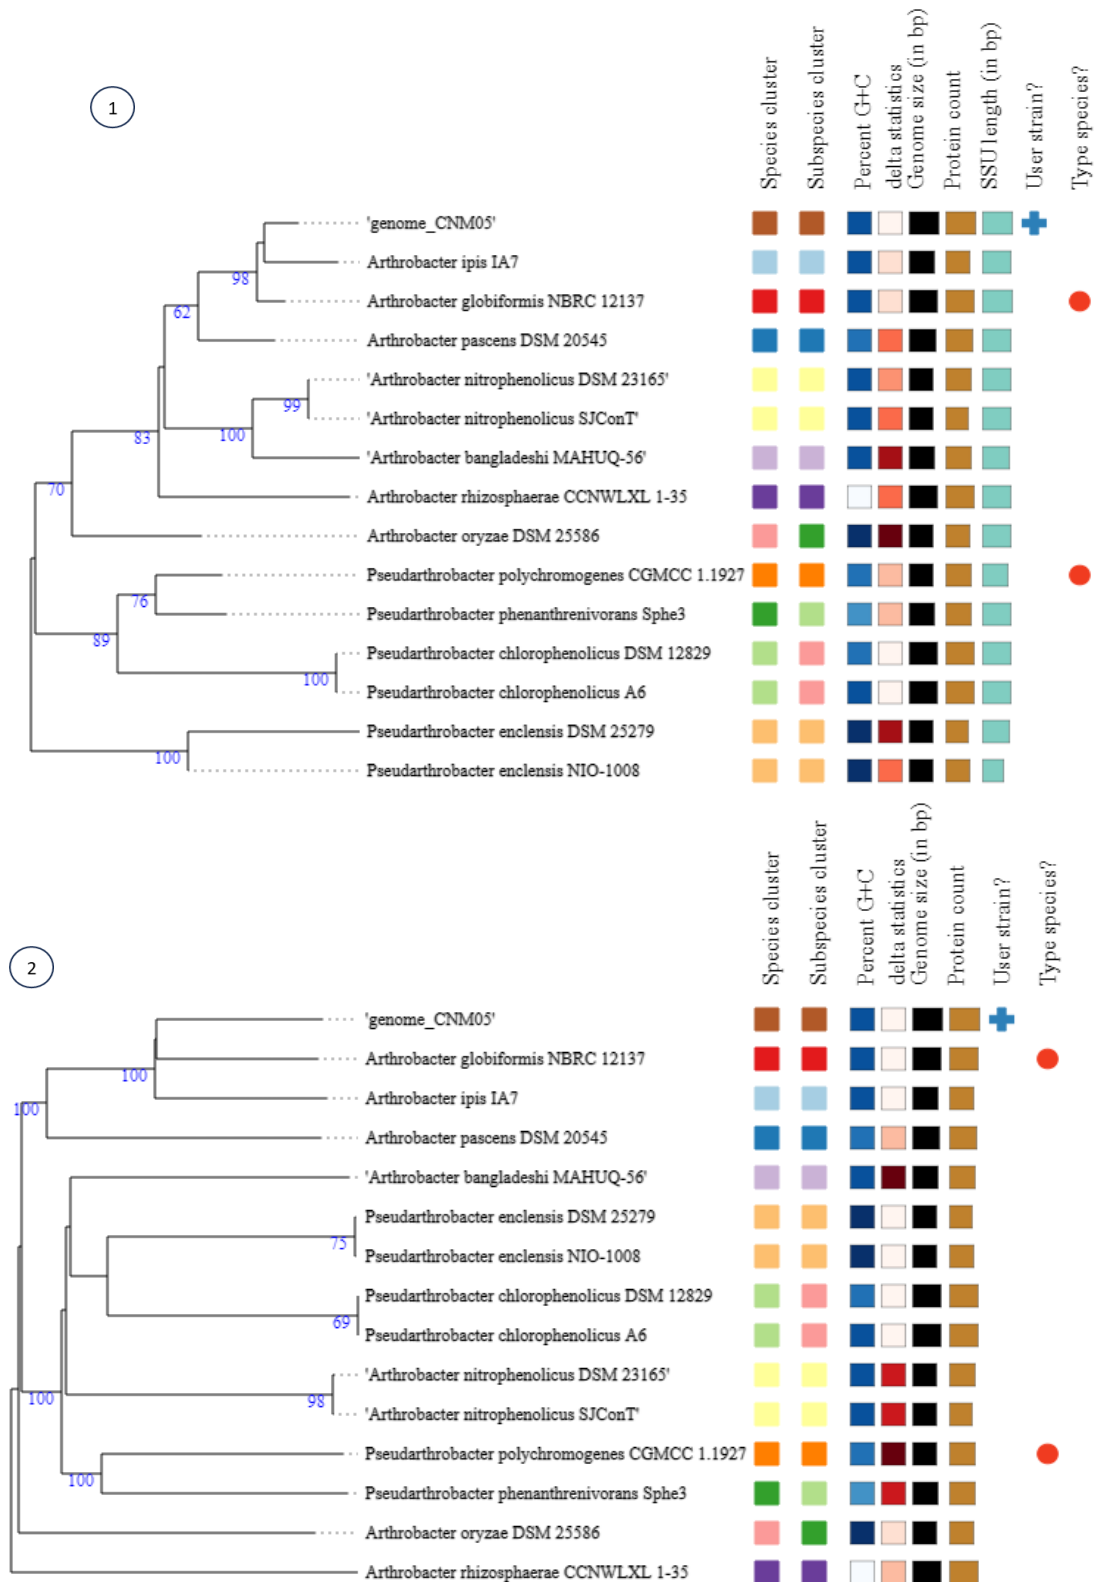 1
Species cluster
Subspecies cluster
Percent G+C
delta statistics
Genome size (in bp)
Protein count
SSU length (in bp)
User strain?
Type species?
'genome_CNM05'
Arthrobacter ipis IA7
98
Arthrobacter globiformis NBRC 12137
62
Arthrobacter pascens DSM 20545
'Arthrobacter nitrophenolicus DSM 23165'
99
'Arthrobacter nitrophenolicus SJConT'
83
100
'Arthrobacter bangladeshi MAHUQ-56'
70
Arthrobacter rhizosphaerae CCNWLXL 1-35
Arthrobacter oryzae DSM 25586
Pseudarthrobacter polychromogenes CGMCC 1.1927
76
Pseudarthrobacter phenanthrenivorans Sphe3
89
Pseudarthrobacter chlorophenolicus DSM 12829
100
Pseudarthrobacter chlorophenolicus A6
Pseudarthrobacter enclensis DSM 25279
100
Pseudarthrobacter enclensis NIO-1008
2
Species cluster
Subspecies cluster
Percent G+C
delta statistics
Genome size (in bp)
Protein count
User strain?
Type species?
'genome_CNM05'
Arthrobacter globiformis NBRC 12137
100
Arthrobacter ipis IA7
100
Arthrobacter pascens DSM 20545
'Arthrobacter bangladeshi MAHUQ-56'
Pseudarthrobacter enclensis DSM 25279
75
Pseudarthrobacter enclensis NIO-1008
Pseudarthrobacter chlorophenolicus DSM 12829
69
Pseudarthrobacter chlorophenolicus A6
'Arthrobacter nitrophenolicus DSM 23165'
100
98
'Arthrobacter nitrophenolicus SJConT'
Pseudarthrobacter polychromogenes CGMCC 1.1927
100
Pseudarthrobacter phenanthrenivorans Sphe3
Arthrobacter oryzae DSM 25586
Arthrobacter rhizosphaerae CCNWLXL 1-35